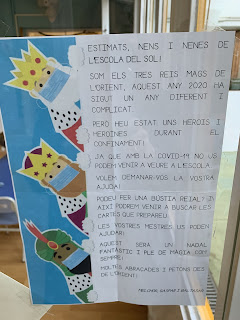 ESTIMATS, NENS I NENES DE
L'ESCOLA DEL SOL!
SOM ELS TRES REIS MAGS DE
L'ORIENT, AQUEST ANY 2020 HA
SIGUT UN ANY DIFERENT I
COMPLICAT.
PERÒ HEU ESTAT UNS HEROIS I
HEROÏNES DURANT EL
CONFINAMENT!
JA QUE AMB LA COVID-19 NO US
PODEM VENIR A VEURE A L'ESCOLA.
VOLEM DEMANAR-VOS LA VOSTRA
AJUDA!
PODEU FER UNA BÚSTIA REIAL? I
AIXÍ PODREM VENIR A BUSCAR LES
CARTES QUE PREPAREU.
LES VOSTRES MESTRES US PODEN
AJUDAR!
AQUEST SERÀ UN NADAL
FANTÀSTIC I PLE DE MÀGIA COM
SEMPRE!
MOLTES ABRAÇADES I PETONS DES
DE L'ORIENT!
MELCIOR, GASPAR I BALTASAR